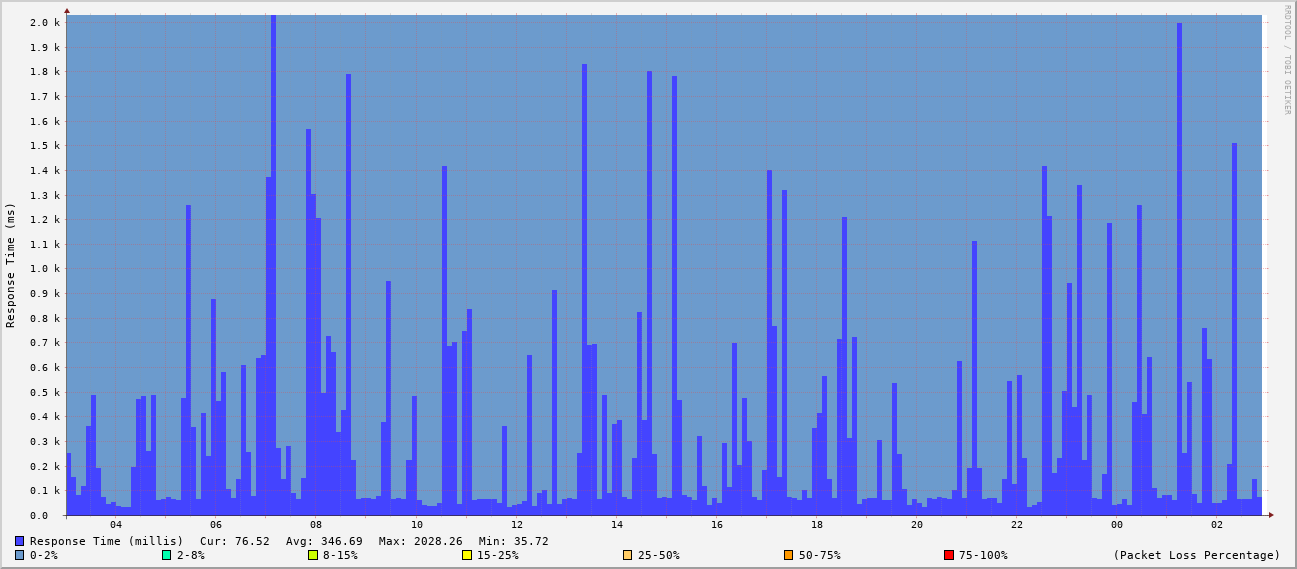 RRDTOOL / TOBI OETIKER
Response Time (ms)
2.0 k
1.9 k
1.8 k
1.7 k
1.6 k
1.5 k
1.4 k
1.3 k
1.2 k
1.1 k
1.0 k
0.9 k
0.8 k
0.7 k
0.6 k
0.5 k
0.4 k
0.3 k
0.2 k
0.1 k
0.0
04 06 08 10 12 14 16 18 20 22 00 02
Response Time (millis) Cur: 76.52 Avg: 346.69 Max: 2028.26 Min: 35.72
0-2% 2-8% 8-15% 15-25% 25-50% 50-75% 75-100% (Packet Loss Percentage)